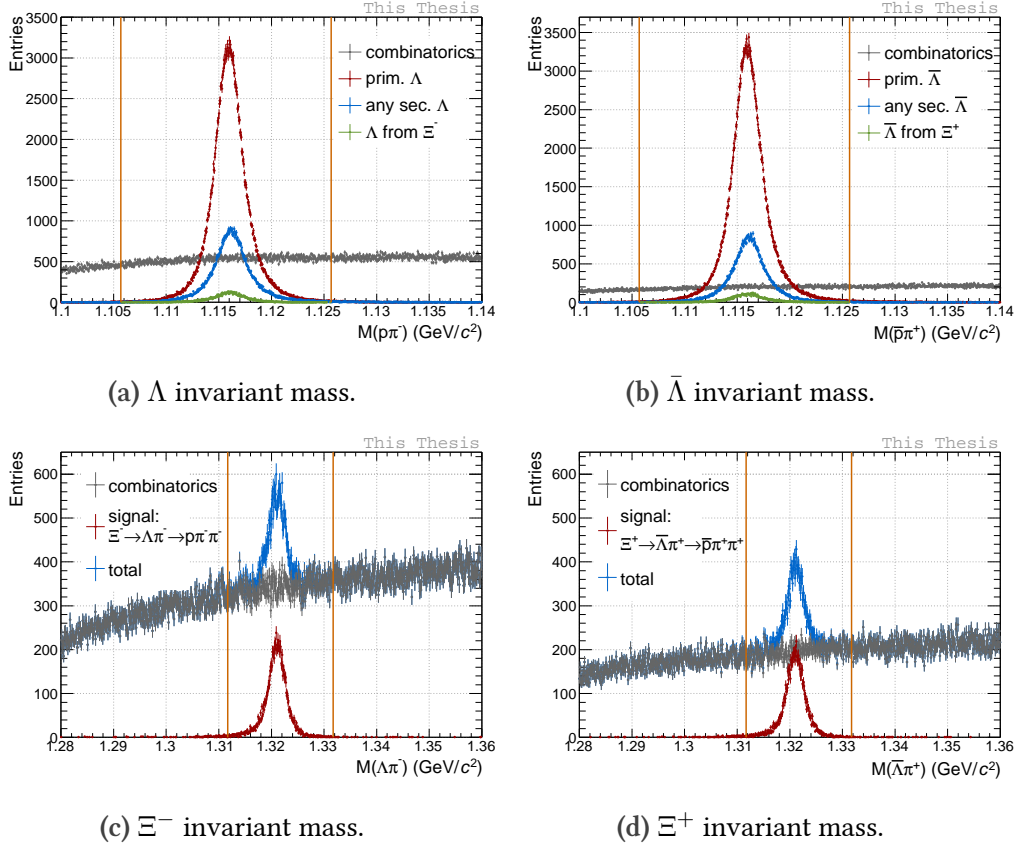 This Thesis
Entries
3500
3000
2500
2000
1500
1000
500
0
combinatorics
prim. Λ
any sec. Λ
Λ from Ξ⁻
1.1 1.105 1.11 1.115 1.12 1.125 1.13 1.135 1.14
M(pπ⁻) (GeV/c²)
(a) Λ invariant mass.
This Thesis
Entries
3500
3000
2500
2000
1500
1000
500
0
combinatorics
prim. Λ̅
any sec. Λ̅
Λ̅ from Ξ⁺
1.1 1.105 1.11 1.115 1.12 1.125 1.13 1.135 1.14
M(p̅π⁺) (GeV/c²)
(b) Λ̄ invariant mass.
This Thesis
Entries
600
500
400
300
200
100
0
combinatorics
signal:
Ξ⁻→Λπ⁻→pπ⁻π⁻
total
1.28 1.29 1.3 1.31 1.32 1.33 1.34 1.35 1.36
M(Λπ⁻) (GeV/c²)
(c) Ξ⁻ invariant mass.
This Thesis
Entries
600
500
400
300
200
100
0
combinatorics
signal:
Ξ⁺→Λ̅π⁺→p̅π⁺π⁺
total
1.28 1.29 1.3 1.31 1.32 1.33 1.34 1.35 1.36
M(Λ̅π⁺) (GeV/c²)
(d) Ξ⁺ invariant mass.